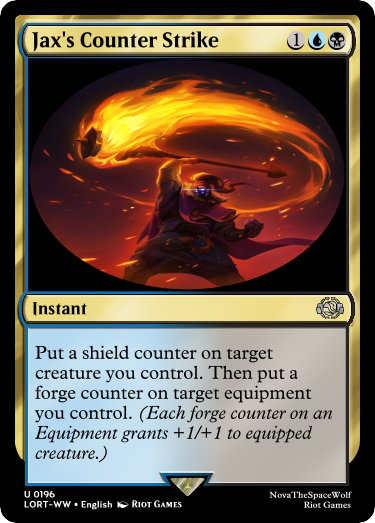 Jax's Counter Strike 1
Instant
Put a shield counter on target
creature you control. Then put a
forge counter on target equipment
you control. (Each forge counter on an
Equipment grants +1/+1 to equipped
creature.)
U 0196
LORT-WW • English Riot Games
NovaTheSpaceWolf
Riot Games